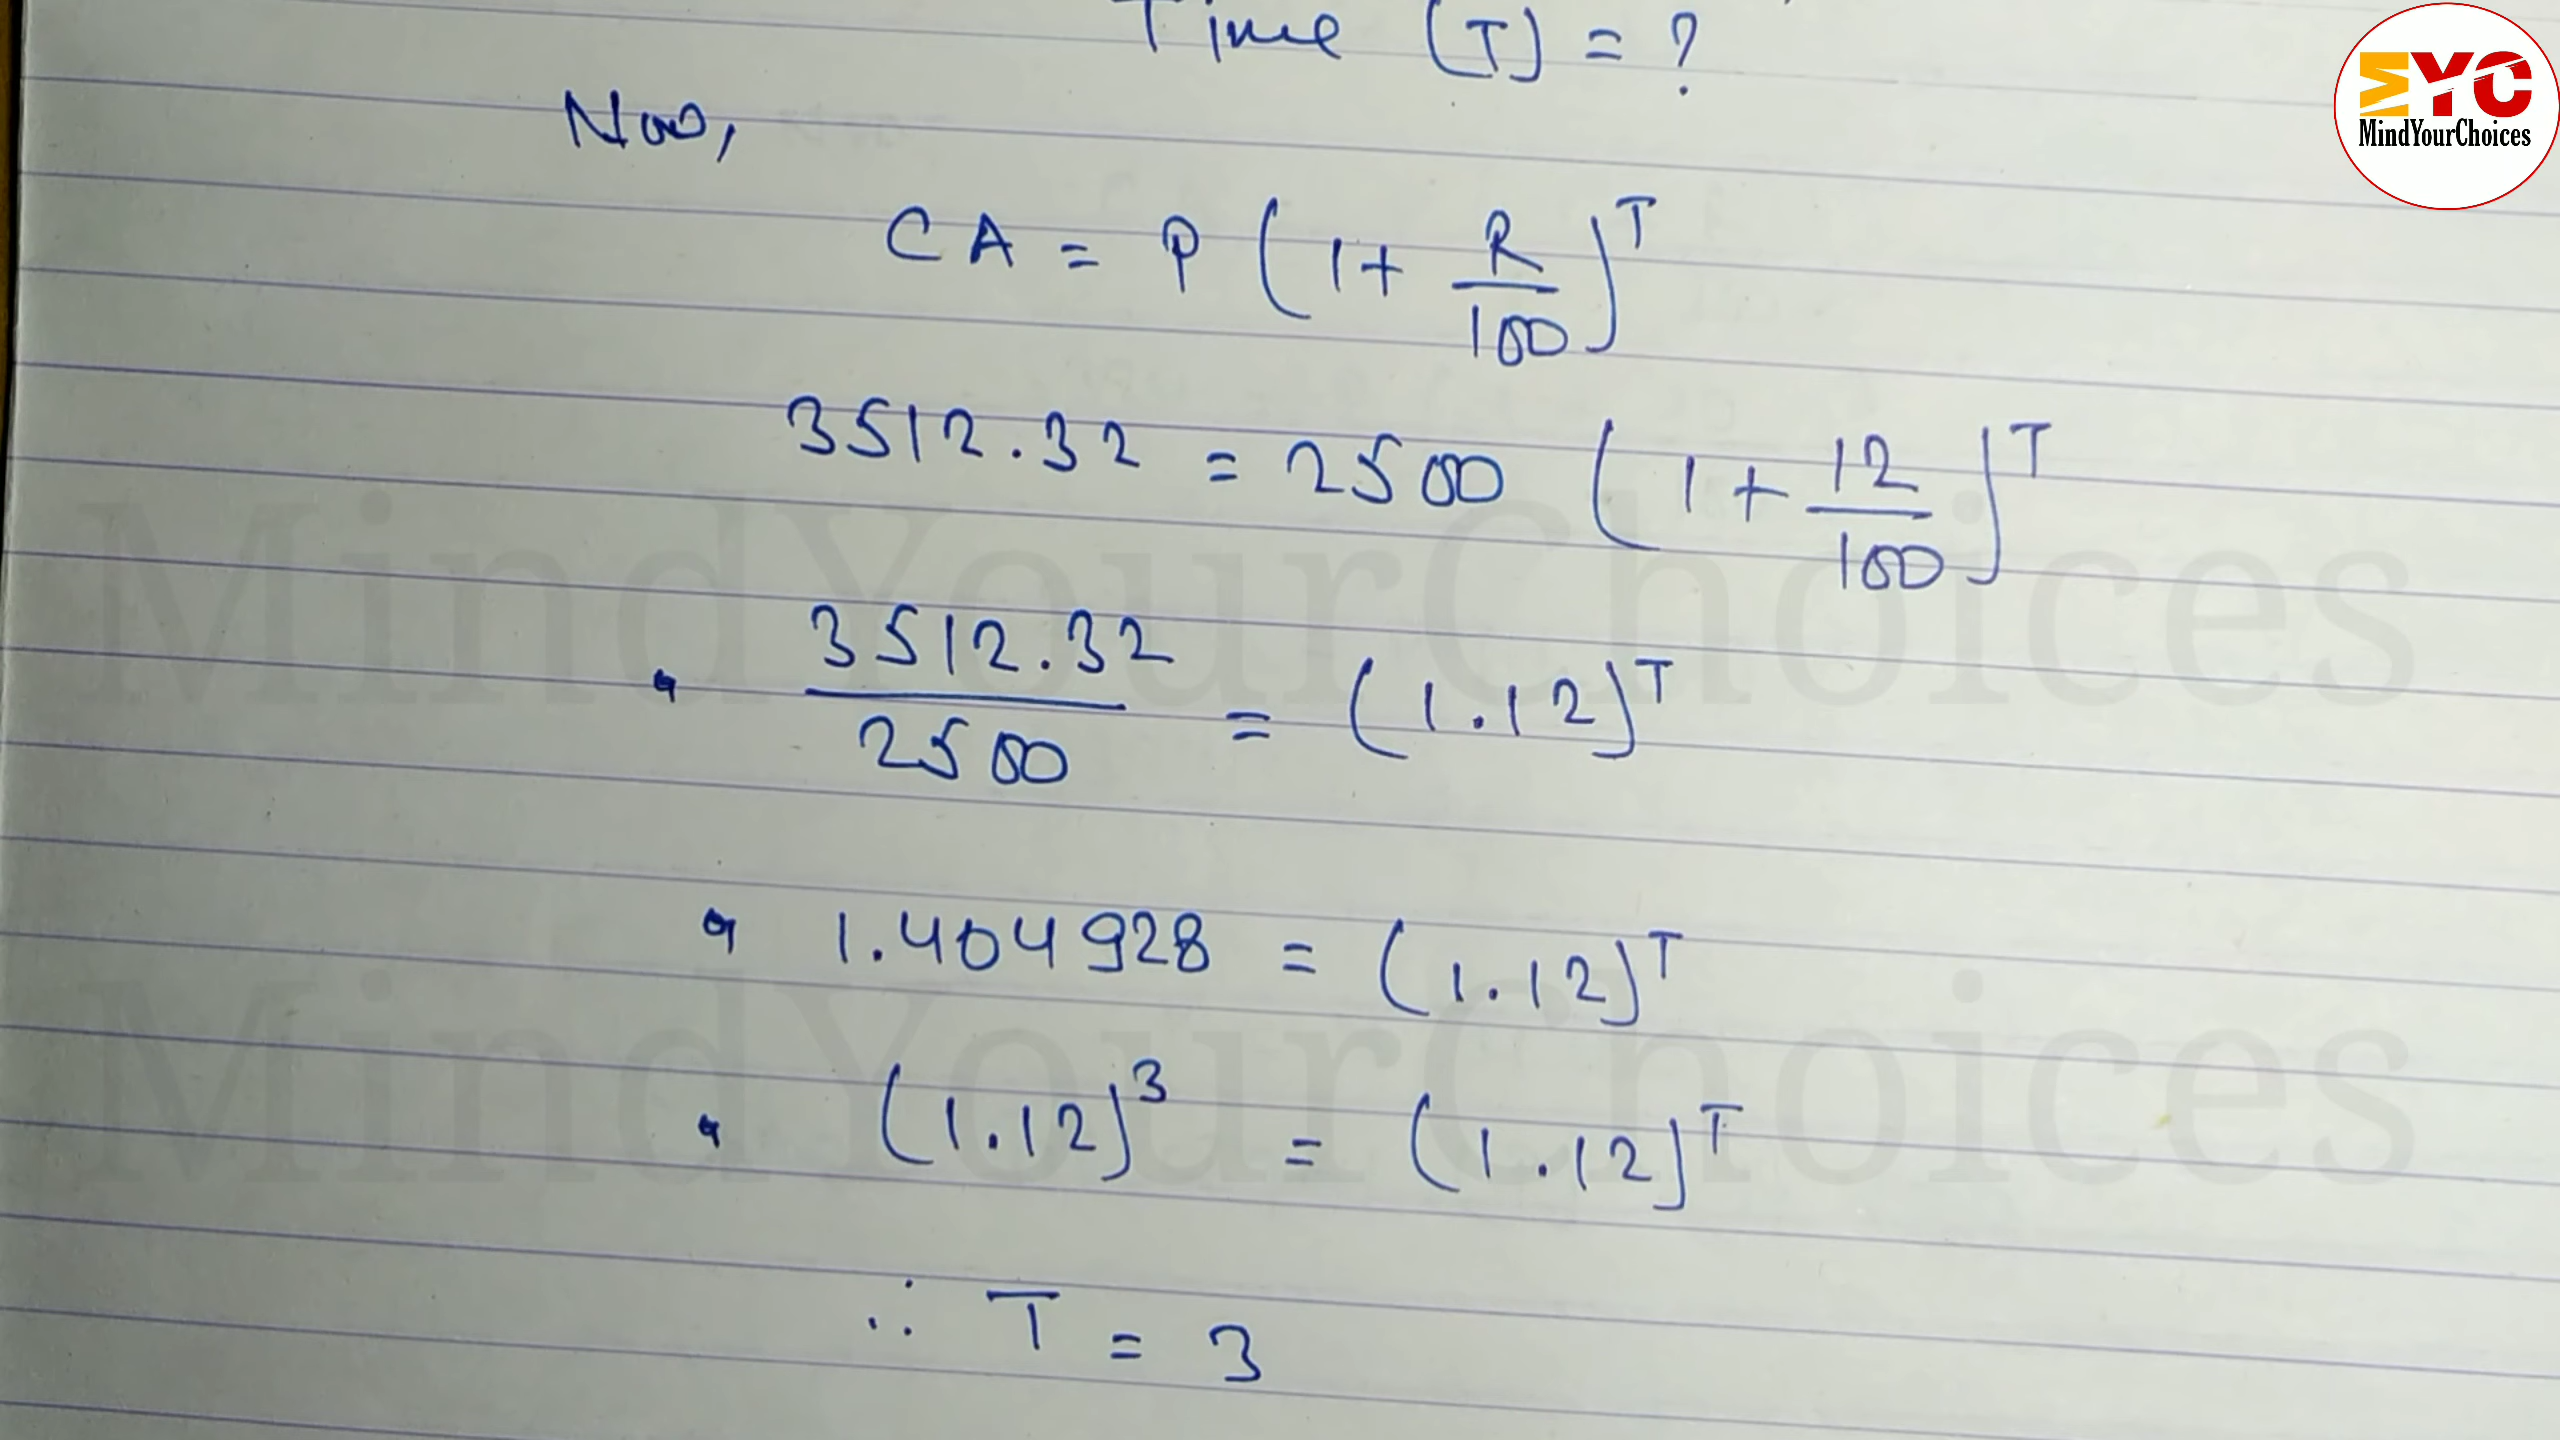 Time (T) = ?
MYC
MindYourChoices
Now,
CA = P (1 + R/100)^T
3512.32 = 2500 (1 + 12/100)^T
3512.32/2500 = (1.12)^T
1.404928 = (1.12)^T
(1.12)^3 = (1.12)^T
∴ T = 3
MindYourChoices
MindYourChoices